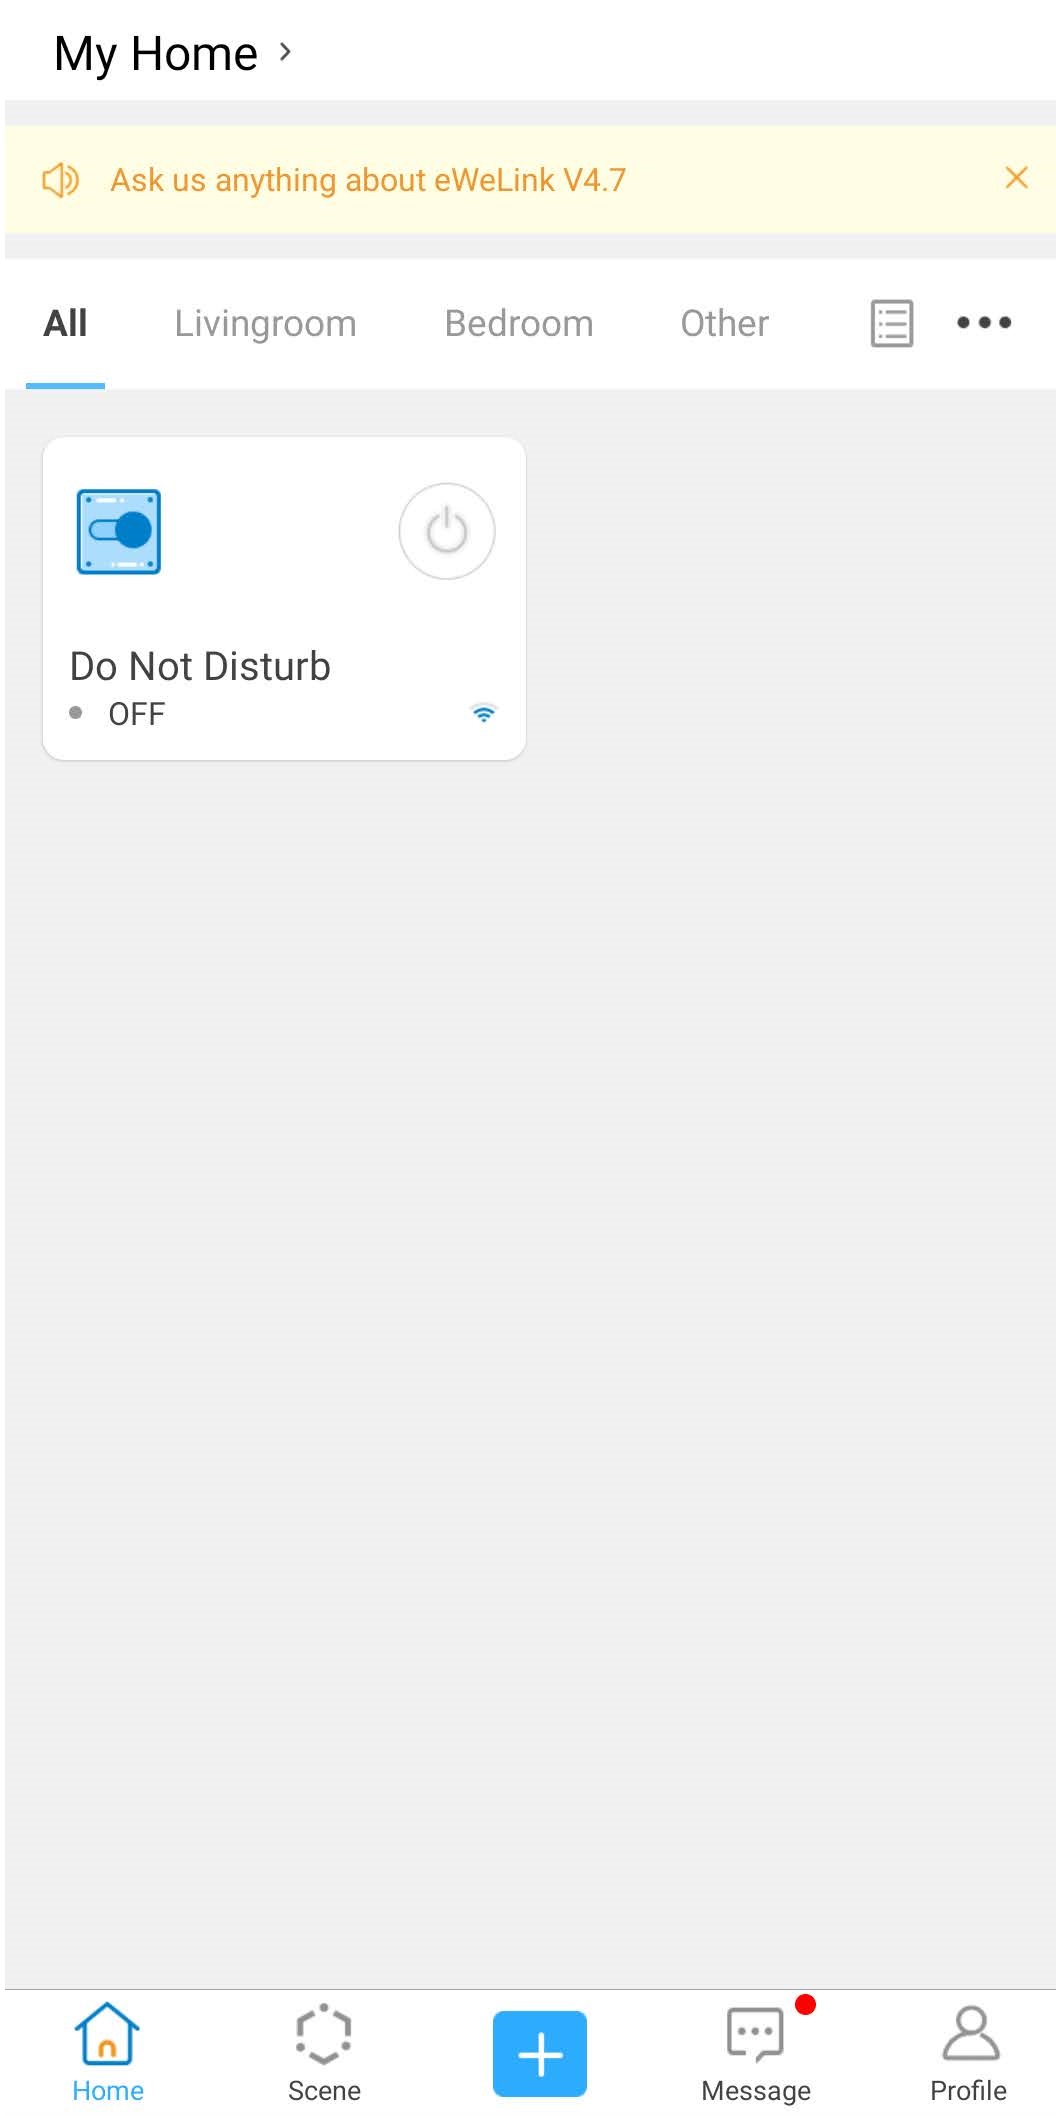 My Home
Ask us anything about eWeLink V4.7
All Livingroom Bedroom Other
Do Not Disturb
OFF
Home Scene Message Profile